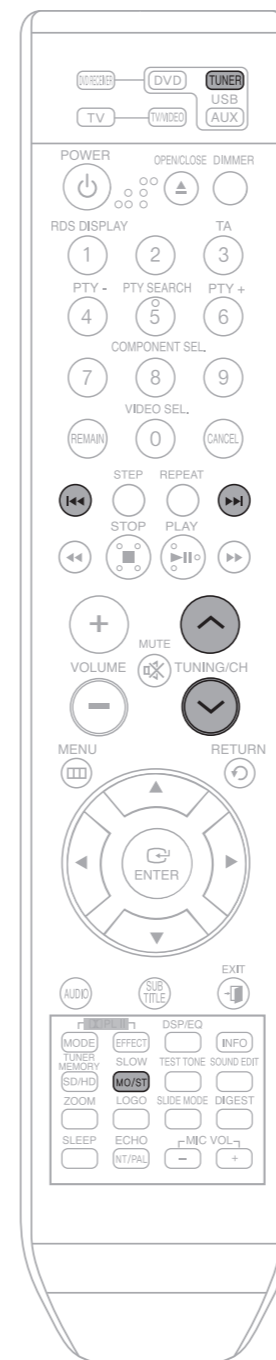 DVD RECEIVER DVD TUNER
USB
TV TV/VIDEO AUX
POWER OPEN/CLOSE DIMMER
RDS DISPLAY TA
1 2 3
PTY - PTY SEARCH PTY +
4 5 6
COMPONENT SEL.
7 8 9
VIDEO SEL.
REMAIN 0 CANCEL
STEP REPEAT
STOP PLAY
+
MUTE
VOLUME TUNING/CH
−
MENU RETURN
ENTER
EXIT
AUDIO SUB TITLE
PL II DSP/EQ
MODE EFFECT INFO
TUNER MEMORY SLOW TEST TONE SOUND EDIT
SD/HD MO/ST
ZOOM LOGO SLIDE MODE DIGEST
SLEEP ECHO MIC VOL
NT/PAL − +